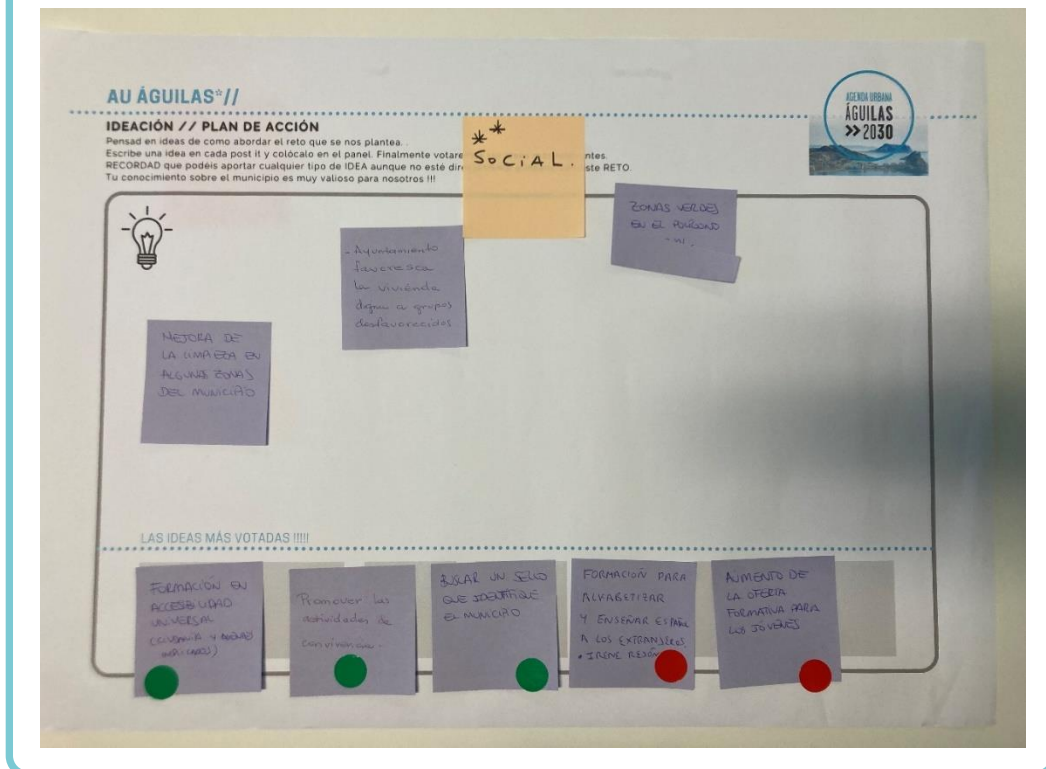 AU ÁGUILAS*//
AGENDA URBANA
ÁGUILAS
>> 2030
IDEACIÓN // PLAN DE ACCIÓN
Pensad en ideas de como abordar el reto que se nos plantea.
Escribe una idea en cada post it y colócalo en el panel. Finalmente votare ntes.
RECORDAD que podéis aportar cualquier tipo de IDEA aunque no esté dir ste RETO.
Tu conocimiento sobre el municipio es muy valioso para nosotros !!!
**
SOCIAL.
ZONAS VERDES
EN EL POLÍGONO
- Ayuntamiento
favorezca
la vivienda
digna a grupos
desfavorecidos
MEJORA DE
LA LIMPIEZA EN
ALGUNAS ZONAS
DEL MUNICIPIO
LAS IDEAS MÁS VOTADAS !!!!!
FORMACIÓN EN
ACCESIBILIDAD
UNIVERSAL
Promover las
actividades de
convivencia.
BUSCAR UN SELLO
QUE IDENTIFIQUE
EL MUNICIPIO
FORMACIÓN PARA
ALFABETIZAR
Y ENSEÑAR ESPAÑOL
A LOS EXTRANJEROS
• IRENE
AUMENTO DE
LA OFERTA
FORMATIVA PARA
LOS JÓVENES